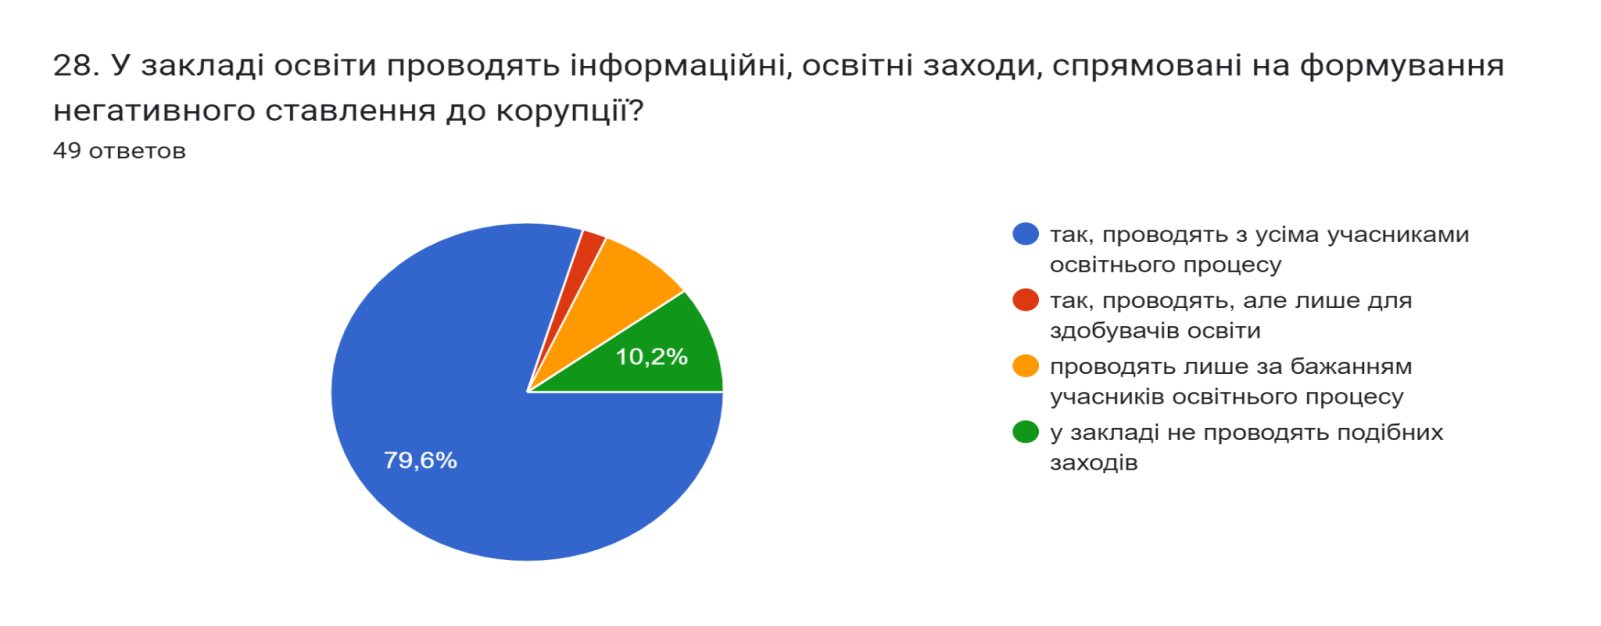 28. У закладі освіти проводять інформаційні, освітні заходи, спрямовані на формування
негативного ставлення до корупції?
49 ответов
так, проводять з усіма учасниками
освітнього процесу
так, проводять, але лише для
здобувачів освіти
проводять лише за бажанням
учасників освітнього процесу
у закладі не проводять подібних
заходів
10,2%
79,6%